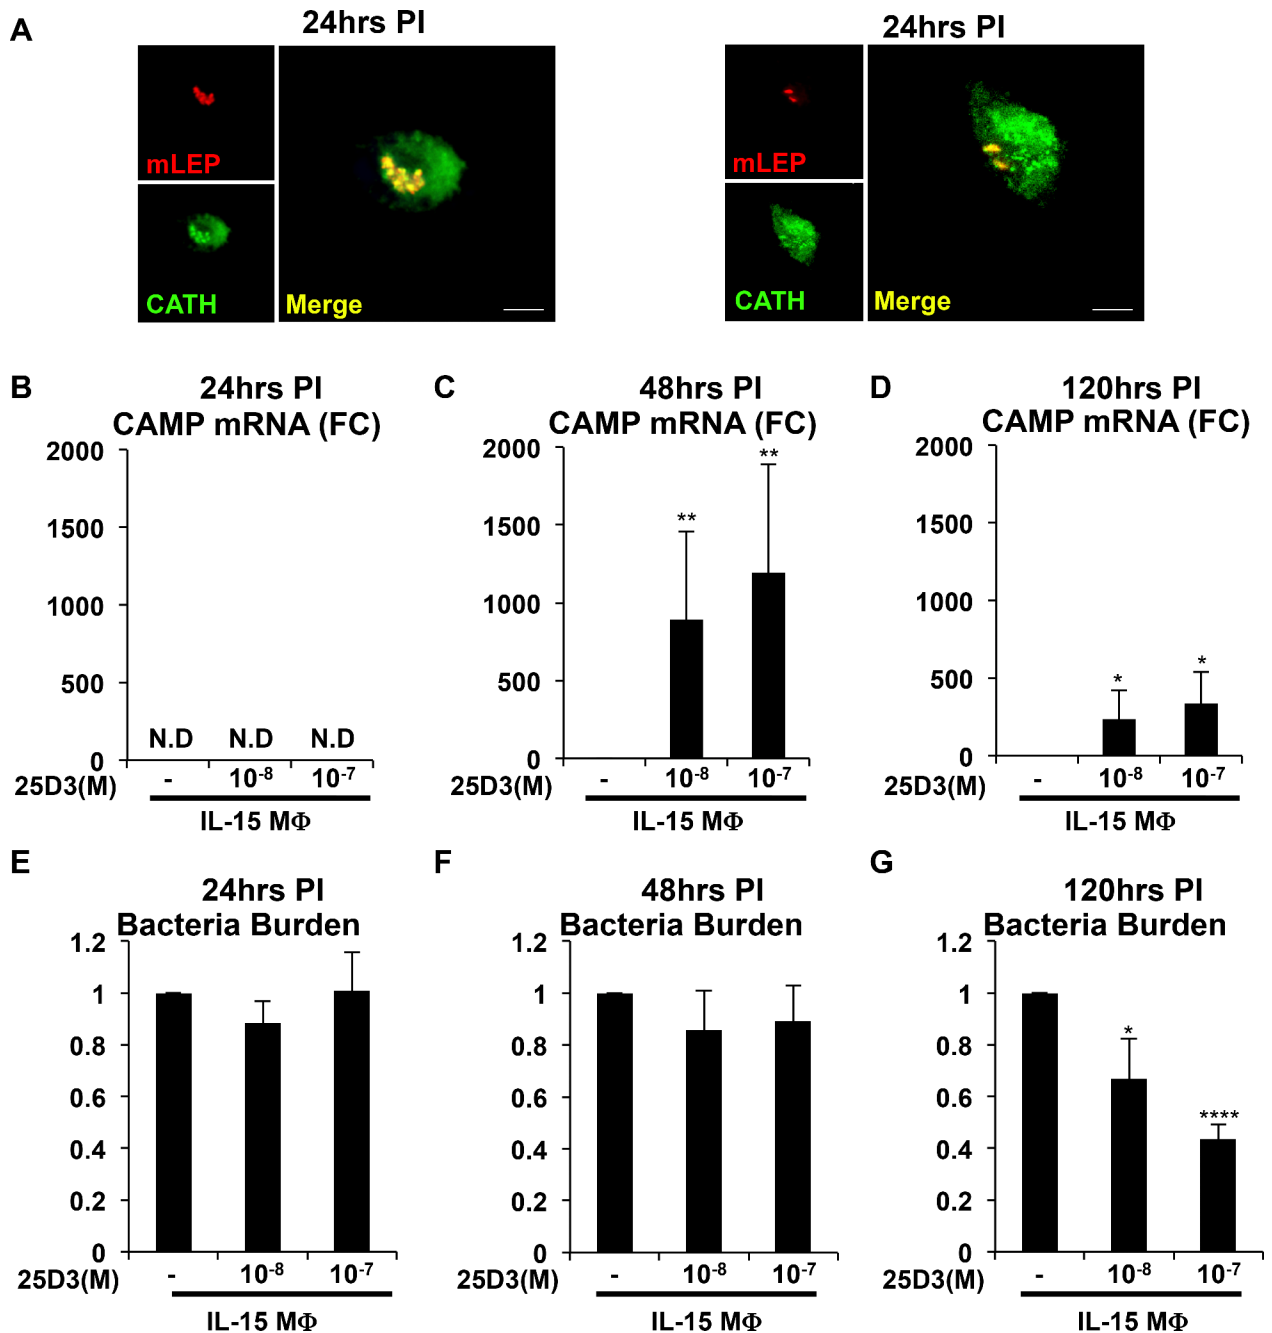 A
24hrs PI
24hrs PI
mLEP
CATH
Merge
mLEP
CATH
Merge
B
24hrs PI
CAMP mRNA (FC)
2000
1500
1000
500
0
N.D
N.D
N.D
25D3(M)
-
10⁻⁸
10⁻⁷
IL-15 MΦ
C
48hrs PI
CAMP mRNA (FC)
2000
1500
1000
500
0
**
**
25D3(M)
-
10⁻⁸
10⁻⁷
IL-15 MΦ
D
120hrs PI
CAMP mRNA (FC)
2000
1500
1000
500
0
*
*
25D3(M)
-
10⁻⁸
10⁻⁷
IL-15 MΦ
E
24hrs PI
Bacteria Burden
1.2
1
0.8
0.6
0.4
0.2
0
25D3(M)
-
10⁻⁸
10⁻⁷
IL-15 MΦ
F
48hrs PI
Bacteria Burden
1.2
1
0.8
0.6
0.4
0.2
0
25D3(M)
-
10⁻⁸
10⁻⁷
IL-15 MΦ
G
120hrs PI
Bacteria Burden
1.2
1
0.8
0.6
0.4
0.2
0
*
****
25D3(M)
-
10⁻⁸
10⁻⁷
IL-15 MΦ